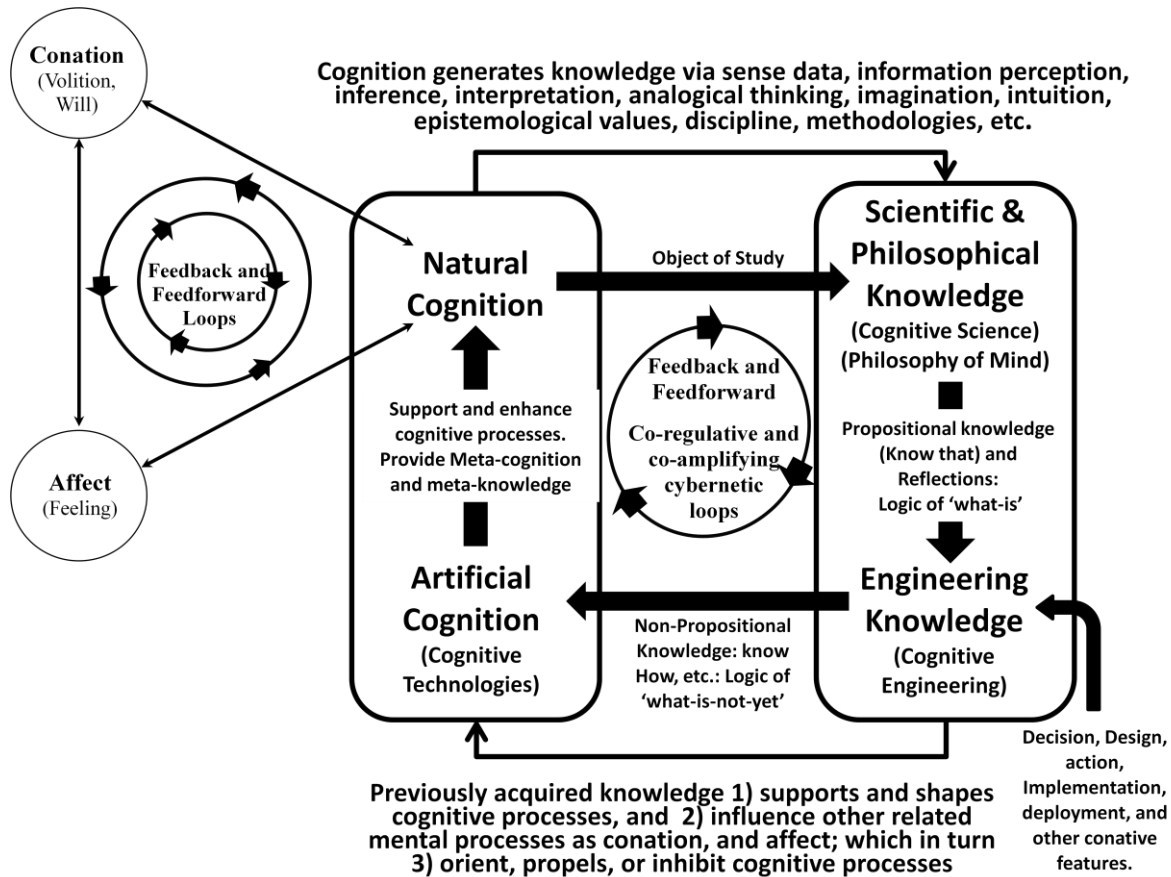 Conation
(Volition,
Will)
Cognition generates knowledge via sense data, information perception,
inference, interpretation, analogical thinking, imagination, intuition,
epistemological values, discipline, methodologies, etc.
Feedback and
Feedforward
Loops
Affect
(Feeling)
Natural
Cognition
Support and enhance
cognitive processes.
Provide Meta-cognition
and meta-knowledge
Artificial
Cognition
(Cognitive
Technologies)
Object of Study
Feedback and
Feedforward
Co-regulative and
co-amplifying
cybernetic
loops
Non-Propositional
Knowledge: know
How, etc.: Logic of
‘what-is-not-yet’
Scientific &
Philosophical
Knowledge
(Cognitive Science)
(Philosophy of Mind)
Propositional knowledge
(Know that) and
Reflections:
Logic of ‘what-is’
Engineering
Knowledge
(Cognitive
Engineering)
Decision, Design,
action,
Implementation,
deployment, and
other conative
features.
Previously acquired knowledge 1) supports and shapes
cognitive processes, and 2) influence other related
mental processes as conation, and affect; which in turn
3) orient, propels, or inhibit cognitive processes